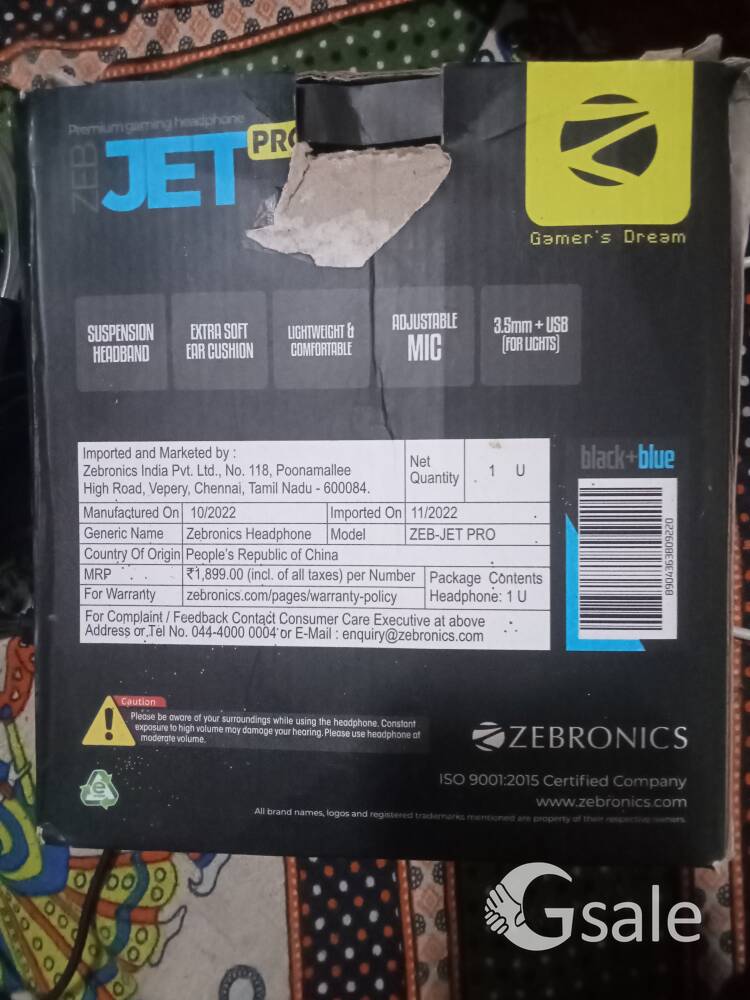 Premium gaming headphone
ZEB
JET PRO
Gamer's Dream
SUSPENSION
HEADBAND
EXTRA SOFT
EAR CUSHION
LIGHTWEIGHT &
COMFORTABLE
ADJUSTABLE
MIC
3.5mm + USB
(FOR LIGHTS)
Imported and Marketed by :
Zebronics India Pvt. Ltd., No. 118, Poonamallee
High Road, Vepery, Chennai, Tamil Nadu - 600084.
Net
Quantity
1 U
Manufactured On 10/2022 Imported On 11/2022
Generic Name Zebronics Headphone Model ZEB-JET PRO
Country Of Origin People's Republic of China
MRP ₹1,899.00 (incl. of all taxes) per Number
For Warranty zebronics.com/pages/warranty-policy
Package Contents
Headphone: 1 U
For Complaint / Feedback Contact Consumer Care Executive at above
Address or Tel No. 044-4000 0004 or E-Mail : enquiry@zebronics.com
black+blue
8904363809220
Caution
Please be aware of your surroundings while using the headphone. Constant
exposure to high volume may damage your hearing. Please use headphone at
moderate volume.
e
ZEBRONICS
ISO 9001:2015 Certified Company
www.zebronics.com
All brand names, logos and registered trademarks mentioned are property of their respective owners.
Gsale